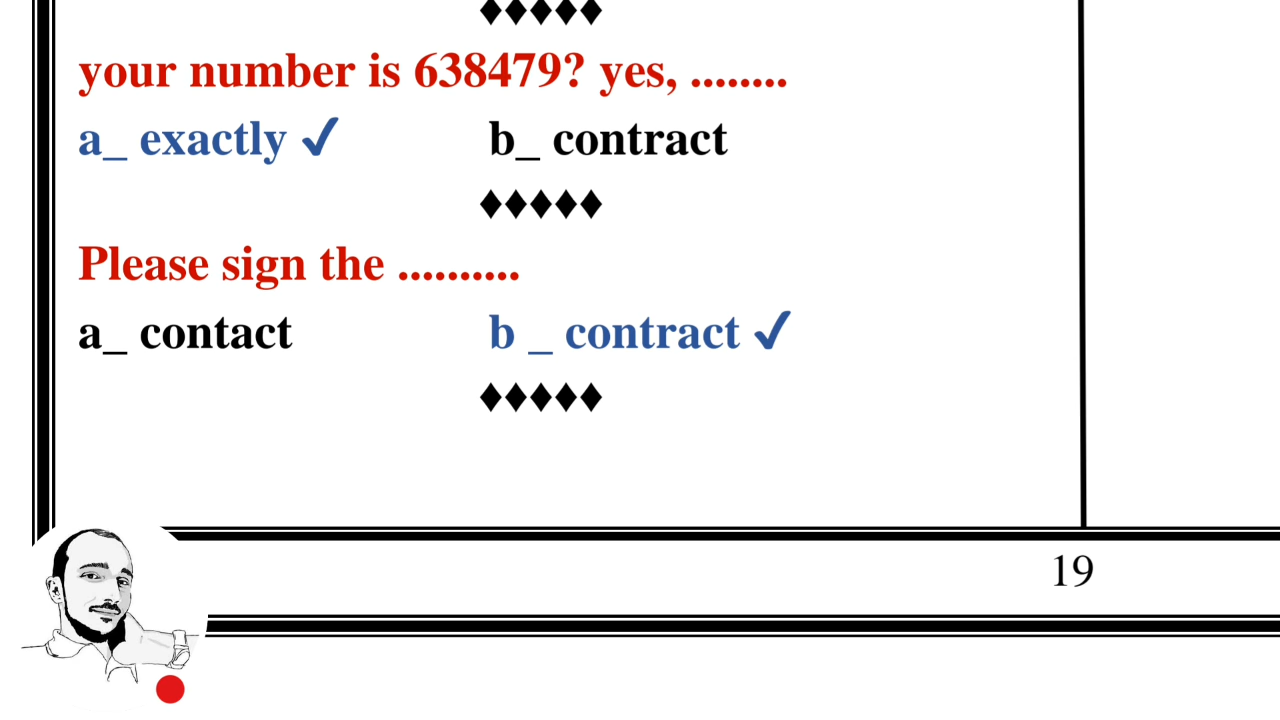 ♦♦♦♦♦
your number is 638479? yes, ........
a_ exactly ✓ b_ contract
♦♦♦♦♦
Please sign the ..........
a_ contact b _ contract ✓
♦♦♦♦♦
19